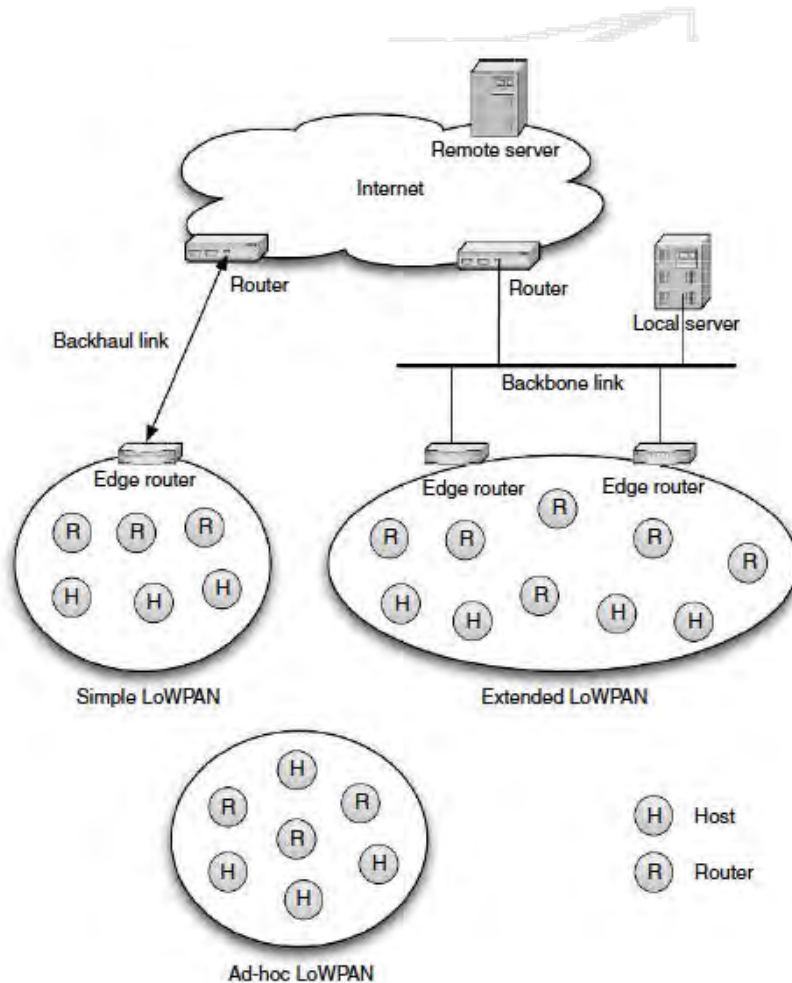 Remote server
Internet
Router
Router
Local server
Backhaul link
Backbone link
Edge router
Edge router
Edge router
R
R
R
H
H
H
R
R
R
R
R
H
H
R
H
H
Simple LoWPAN
Extended LoWPAN
H
R
R
R
H
H
H
H
Host
R
Router
Ad-hoc LoWPAN